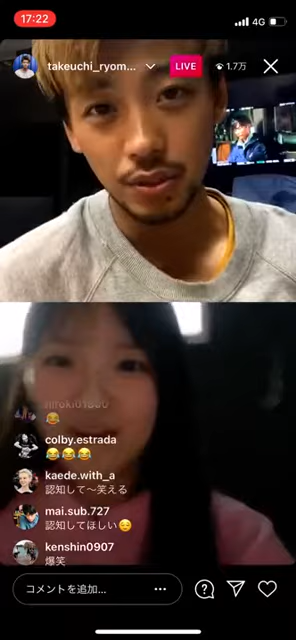 17:22
4G
takeuchi_ryom...
LIVE
1.7万
colby.estrada
😂😂😂
kaede.with_a
認知して〜笑える
mai.sub.727
認知してほしい😔
kenshin0907
爆笑
コメントを追加...